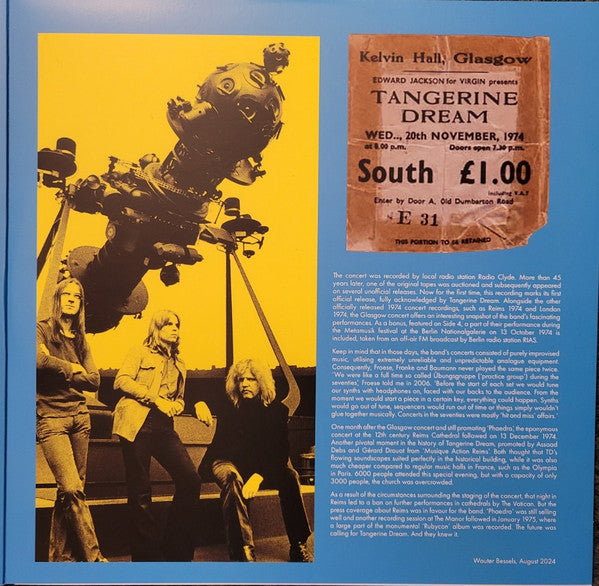 Kelvin Hall, Glasgow
EDWARD JACKSON for VIRGIN presents
TANGERINE
DREAM
WED.., 20th NOVEMBER, 1974
at 8.00 p.m. Doors open 7.30 p.m.
South £1.00
including V.A.T
Enter by Door A, Old Dumbarton Road
E 31
THIS PORTION TO BE RETAINED
The concert was recorded by local radio station Radio Clyde. More than 45
years later, one of the original tapes was auctioned and subsequently appeared
on several unofficial releases. Now for the first time, this recording marks its first
official release, fully acknowledged by Tangerine Dream. Alongside the other
officially released 1974 concert recordings, such as Reims 1974 and London
1974, the Glasgow concert offers an interesting snapshot of the band's fascinating
performances. As a bonus, featured on Side 4, a part of their performance during
the Metamusik festival at the Berlin Nationalgalerie on 13 October 1974 is
included, taken from an off-air FM broadcast by Berlin radio station RIAS.
Keep in mind that in those days, the band's concerts consisted of purely improvised
music, utilising extremely unreliable and unpredictable analogue equipment.
Consequently, Froese, Franke and Baumann never played the same piece twice.
'We were like a full time so called Übungsgruppe ('practice group') during the
seventies', Froese told me in 2006. 'Before the start of each set we would tune
our synths with headphones on, faced with our backs to the audience. From the
moment we would start a piece in a certain key, everything could happen. Synths
would go out of tune, sequencers would run out of time or things simply wouldn't
glue together musically. Concerts in the seventies were mostly 'hit and miss' affairs.'
One month after the Glasgow concert and still promoting 'Phaedra', the eponymous
concert at the 12th century Reims Cathedral followed on 13 December 1974.
Another pivotal moment in the history of Tangerine Dream, promoted by Assaad
Debs and Gérard Drouot from 'Musique Action Reims'. Both thought that TD's
flowing soundscapes suited perfectly in the historical building, while it was also
much cheaper compared to regular music halls in France, such as the Olympia
in Paris. 6000 people attended this special evening, but with a capacity of only
3000 people, the church was overcrowded.
As a result of the circumstances surrounding the staging of the concert, that night in
Reims led to a ban on further performances in cathedrals by The Vatican. But the
press coverage about Reims was in favour for the band. 'Phaedra' was still selling
well and another recording session at The Manor followed in January 1975, where
a large part of the monumental 'Rubycon' album was recorded. The future was
calling for Tangerine Dream. And they knew it.
Wouter Bessels, August 2024